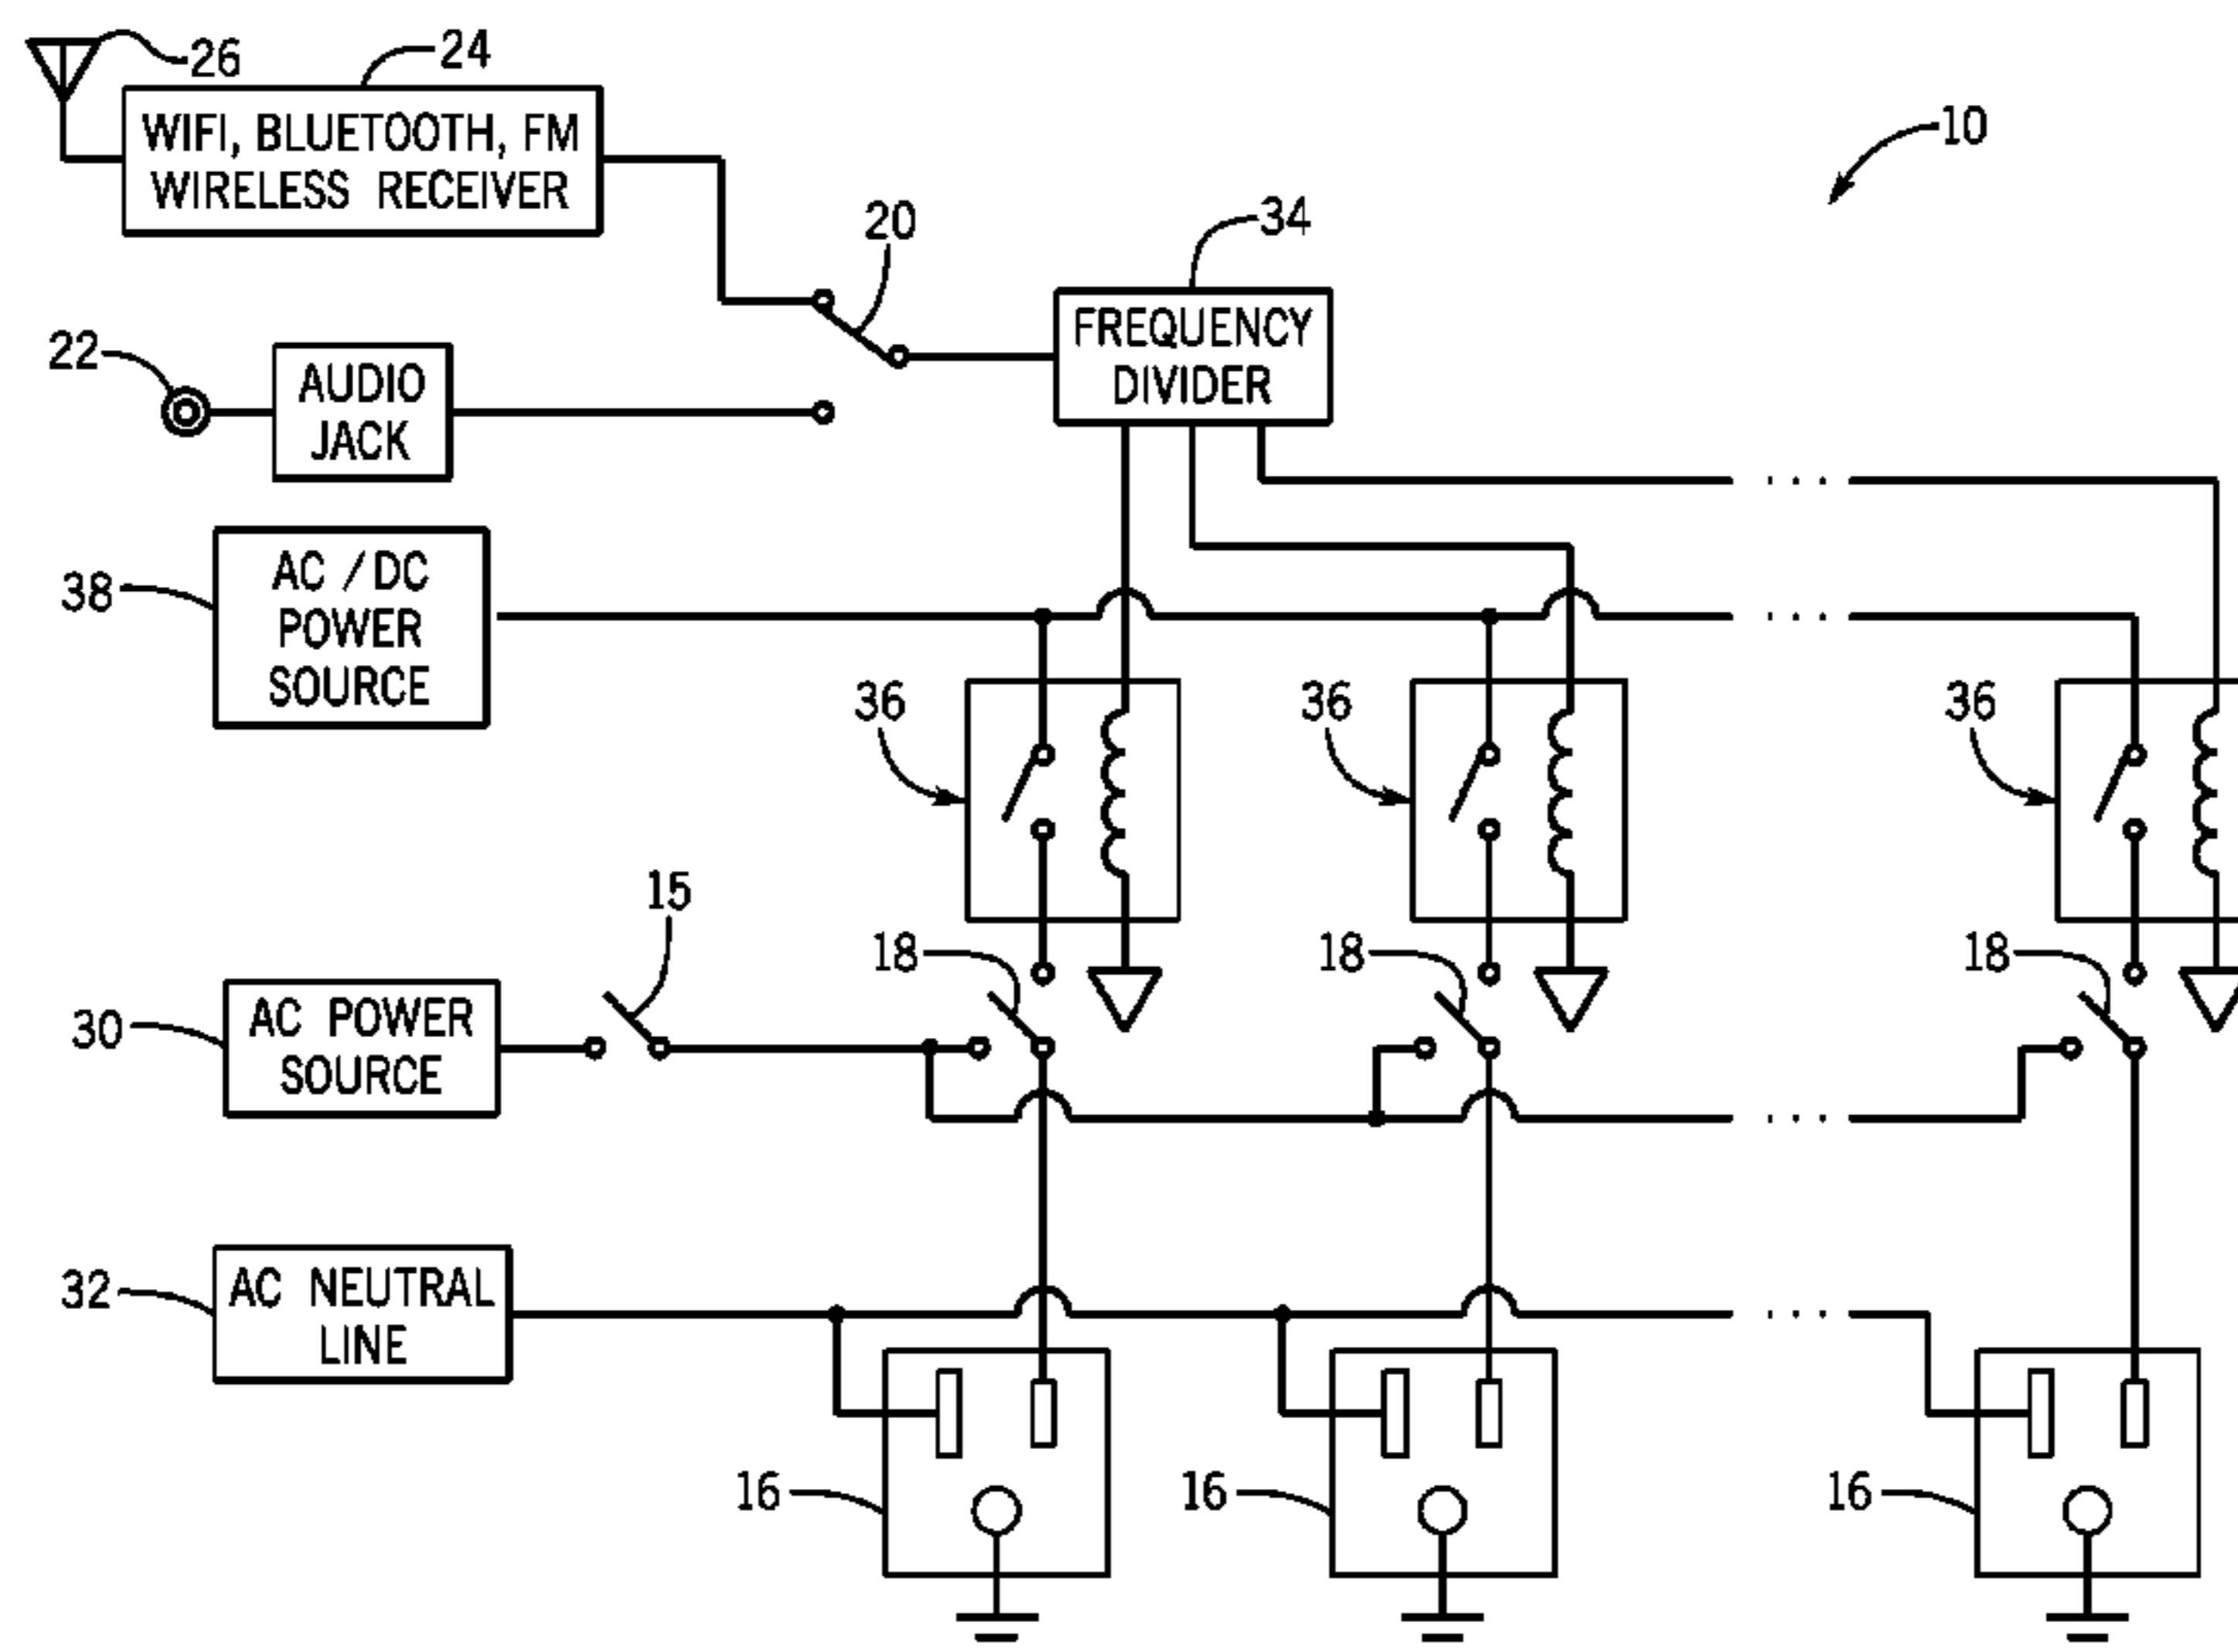 26
24
WIFI, BLUETOOTH, FM
WIRELESS RECEIVER
10
20
34
FREQUENCY
DIVIDER
22
AUDIO
JACK
38
AC / DC
POWER
SOURCE
36
36
36
15
18
18
18
30
AC POWER
SOURCE
32
AC NEUTRAL
LINE
16
16
16